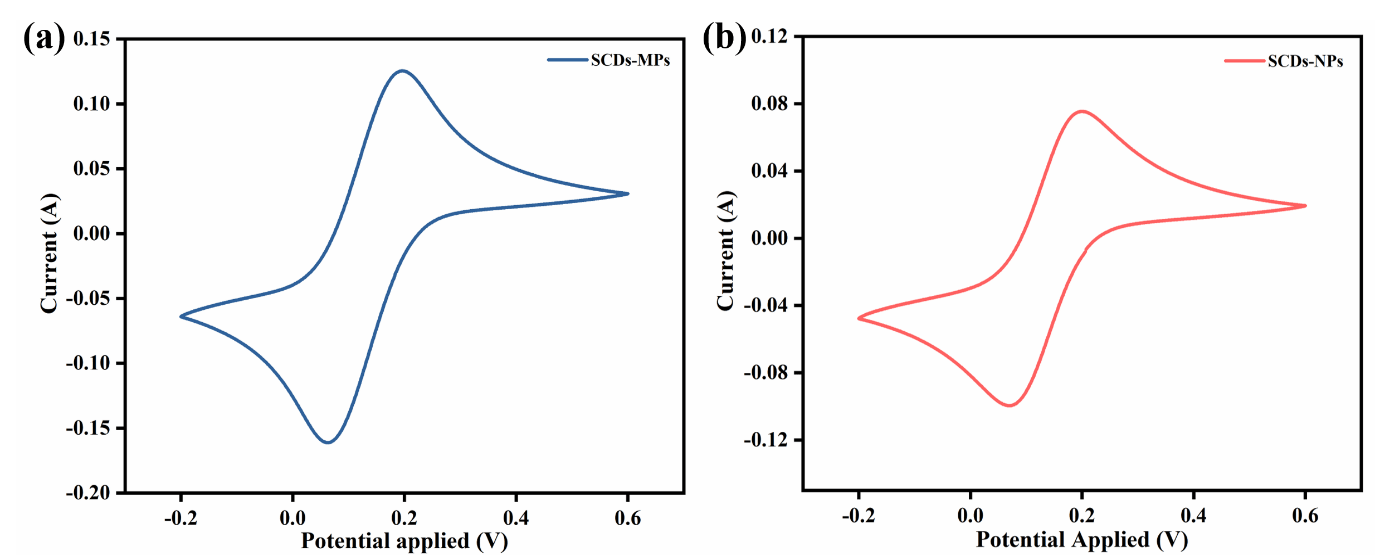 (a)
SCDs-MPs
0.15
0.10
0.05
0.00
-0.05
-0.10
-0.15
-0.20
Current (A)
-0.2 0.0 0.2 0.4 0.6
Potential applied (V)
(b)
SCDs-NPs
0.12
0.08
0.04
0.00
-0.04
-0.08
-0.12
Current (A)
-0.2 0.0 0.2 0.4 0.6
Potential Applied (V)